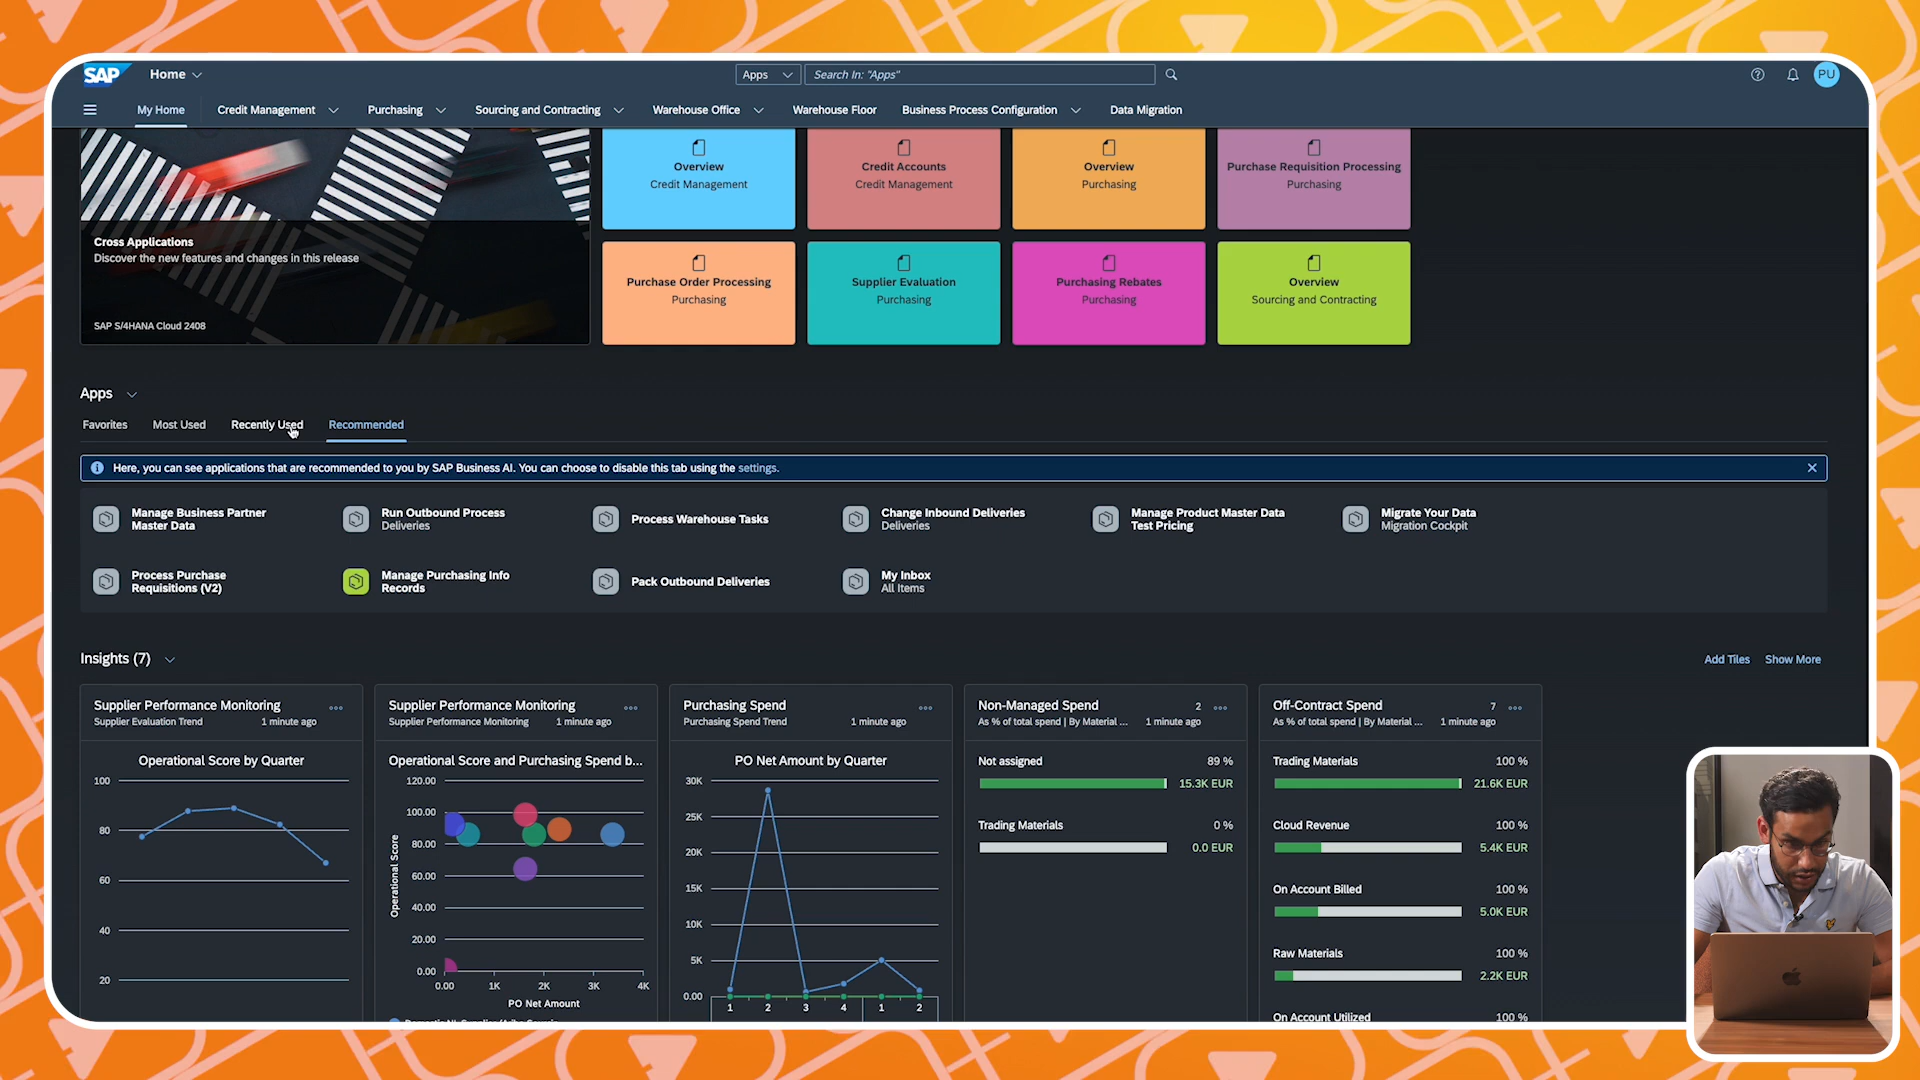 SAP
Home
Apps
Search In: "Apps"
PU
My Home
Credit Management
Purchasing
Sourcing and Contracting
Warehouse Office
Warehouse Floor
Business Process Configuration
Data Migration
Cross Applications
Discover the new features and changes in this release
SAP S/4HANA Cloud 2408
Overview
Credit Management
Credit Accounts
Credit Management
Overview
Purchasing
Purchase Requisition Processing
Purchasing
Purchase Order Processing
Purchasing
Supplier Evaluation
Purchasing
Purchasing Rebates
Purchasing
Overview
Sourcing and Contracting
Apps
Favorites
Most Used
Recently Used
Recommended
Here, you can see applications that are recommended to you by SAP Business AI. You can choose to disable this tab using the settings.
Manage Business Partner
Master Data
Run Outbound Process
Deliveries
Process Warehouse Tasks
Change Inbound Deliveries
Deliveries
Manage Product Master Data
Test Pricing
Migrate Your Data
Migration Cockpit
Process Purchase
Requisitions (V2)
Manage Purchasing Info
Records
Pack Outbound Deliveries
My Inbox
All Items
Insights (7)
Add Tiles
Show More
Supplier Performance Monitoring
Supplier Evaluation Trend
1 minute ago
Operational Score by Quarter
100
80
60
40
20
Supplier Performance Monitoring
Supplier Performance Monitoring
1 minute ago
Operational Score and Purchasing Spend b...
120.00
100.00
80.00
60.00
40.00
20.00
0.00
Operational Score
0.00 1K 2K 3K 4K
PO Net Amount
Purchasing Spend
Purchasing Spend Trend
1 minute ago
PO Net Amount by Quarter
30K
25K
20K
15K
10K
5K
0.00
1 2 3 4 1 2
Non-Managed Spend
2
As % of total spend | By Material ...
1 minute ago
Not assigned
89 %
15.3K EUR
Trading Materials
0 %
0.0 EUR
Off-Contract Spend
7
As % of total spend | By Material ...
1 minute ago
Trading Materials
100 %
21.6K EUR
Cloud Revenue
100 %
5.4K EUR
On Account Billed
100 %
5.0K EUR
Raw Materials
100 %
2.2K EUR
On Account Utilized
100 %